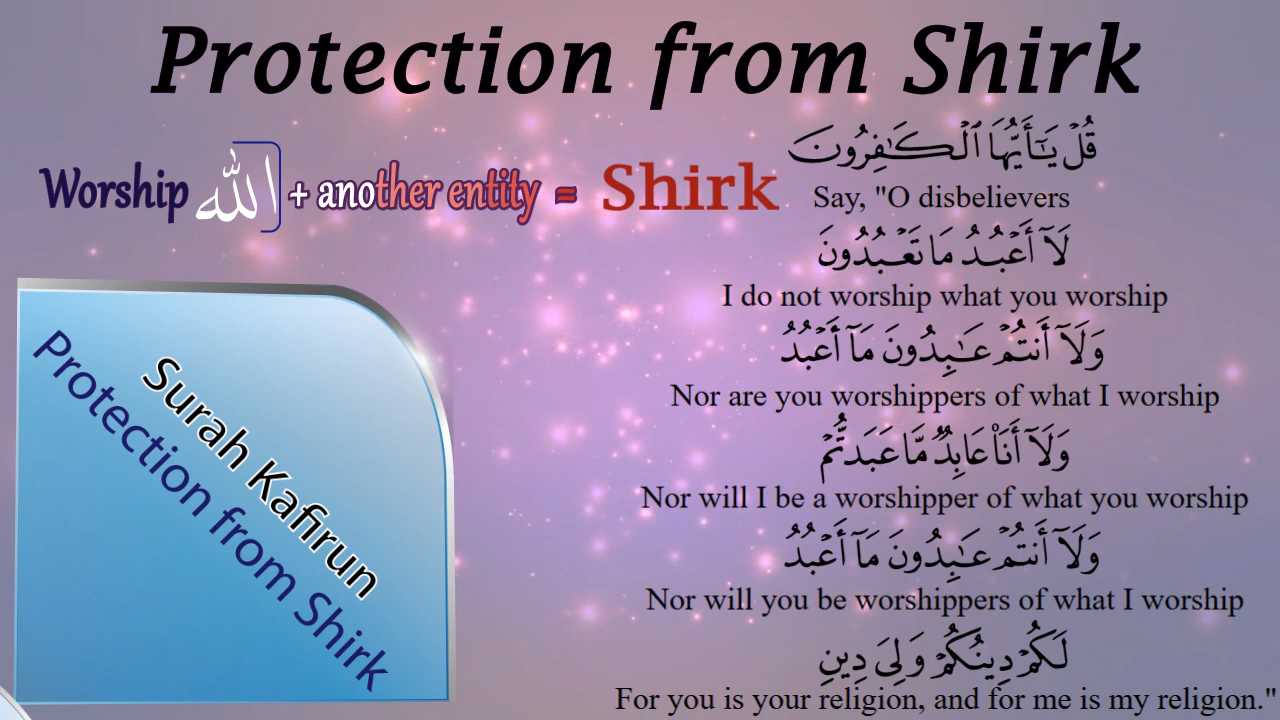 Protection from Shirk
Worship الله + another entity = Shirk
Surah Kafirun
Protection from Shirk
قُلْ يَـٰٓأَيُّهَا ٱلْكَـٰفِرُونَ
Say, "O disbelievers
لَآ أَعْبُدُ مَا تَعْبُدُونَ
I do not worship what you worship
وَلَآ أَنتُمْ عَـٰبِدُونَ مَآ أَعْبُدُ
Nor are you worshippers of what I worship
وَلَآ أَنَا۠ عَابِدٌ مَّا عَبَدتُّمْ
Nor will I be a worshipper of what you worship
وَلَآ أَنتُمْ عَـٰبِدُونَ مَآ أَعْبُدُ
Nor will you be worshippers of what I worship
لَكُمْ دِينُكُمْ وَلِىَ دِينِ
For you is your religion, and for me is my religion."